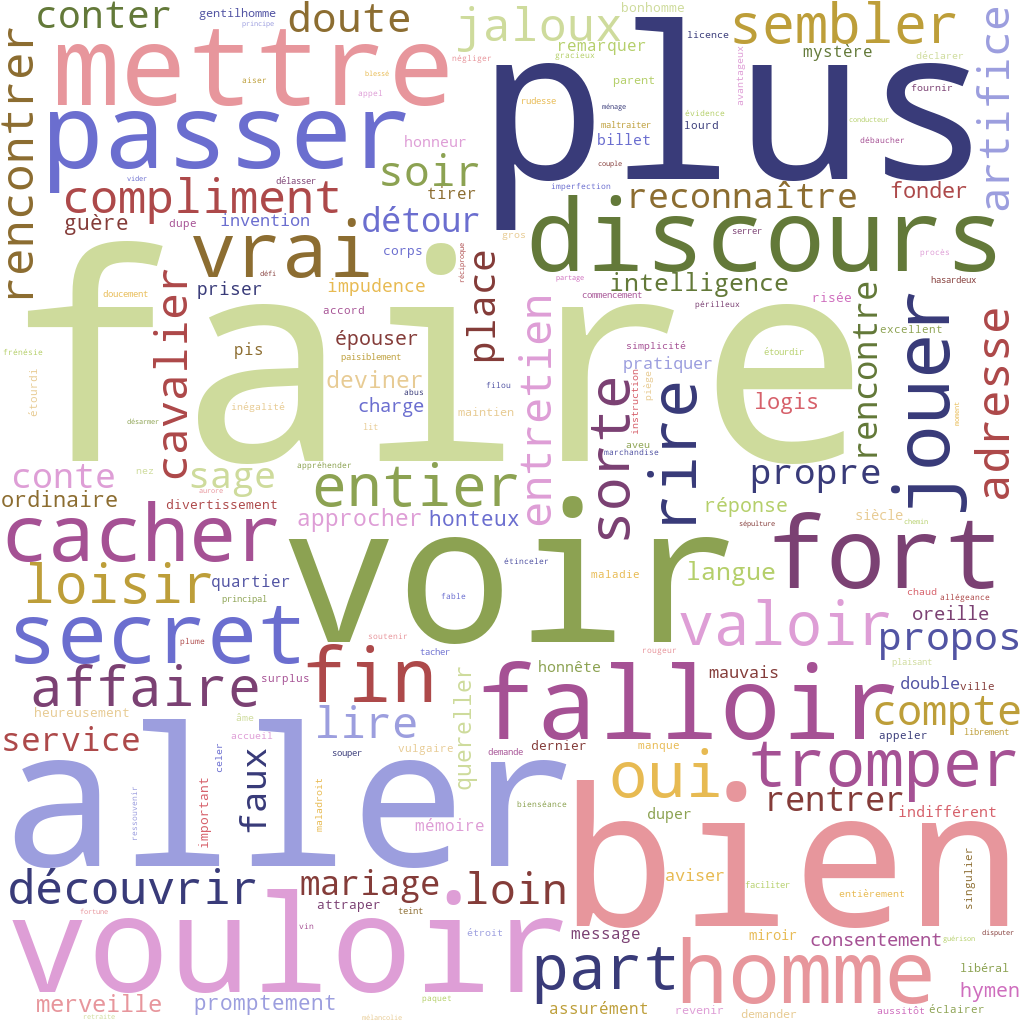 conter
gentilhomme
principe
doute
jaloux
bonhomme
licence
sembler
artifice
rencontrer
mettre
négliger
remarquer
gracieux
plus
mystère
déclarer
blessé
aiser
appel
parent
avantageux
fournir
rudesse
ménage
évidence
passer
honneur
maltraiter
lourd
conducteur
billet
débaucher
soir
couple
vider
délasser
imperfection
compliment
tirer
reconnaître
fonder
guère
dupe
invention
détour
discours
gros
serrer
vrai
corps
réciproque
place
procès
faire
défi
partage
cavalier
priser
impudence
intelligence
hasardeux
doucement
accord
commencement
périlleux
risée
rencontre
jouer
adresse
entretien
excellent
épouser
frénésie
pis
paisiblement
simplicité
étourdir
pratiquer
étourdi
deviner
filou
instruction
piège
abus
inégalité
charge
maintien
logis
moment
sorte
rire
désarmer
lit
aveu
marchandise
conte
nez
sage
appréhender
entier
propre
ordinaire
aurore
divertissement
approcher
honteux
réponse
siècle
sépulture
chemin
cacher
voir
fort
étinceler
loisir
quartier
maladie
langue
principal
fable
chaud
allégeance
valoir
oreille
secret
plume
soutenir
tacher
rougeur
propos
fin
honnête
mauvais
plaisant
affaire
surplus
falloir
double
ville
quereller
heureusement
âme
lire
compte
service
accueil
celer
faux
souper
vulgaire
demande
dernier
manque
appeler
librement
aller
oui
tromper
ressouvenir
important
maladroit
bienséance
rentrer
mémoire
duper
indifférent
bien
découvrir
mariage
loin
aviser
faciliter
entièrement
singulier
attraper
fortune
teint
vouloir
vin
étroit
message
miroir
consentement
guérison
disputer
part
homme
libéral
hymen
merveille
promptement
paquet
assurément
revenir
demander
aussitôt
éclairer
retraite
mélancolie